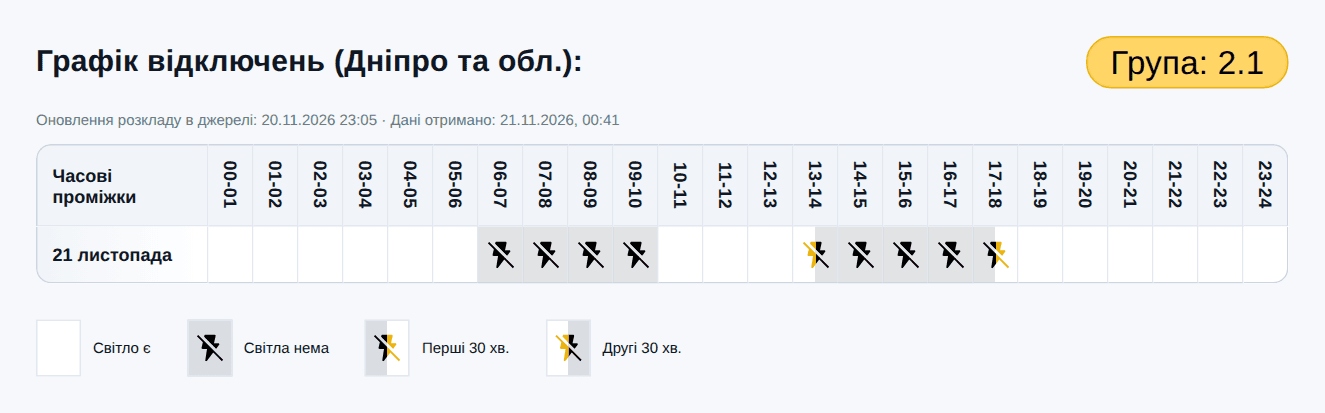 Графік відключень (Дніпро та обл.):
Група: 2.1
Оновлення розкладу в джерелі: 20.11.2026 23:05 · Дані отримано: 21.11.2026, 00:41
Часові
проміжки
00-01
01-02
02-03
03-04
04-05
05-06
06-07
07-08
08-09
09-10
10-11
11-12
12-13
13-14
14-15
15-16
16-17
17-18
18-19
19-20
20-21
21-22
22-23
23-24
21 листопада
Світло є
Світла нема
Перші 30 хв.
Другі 30 хв.